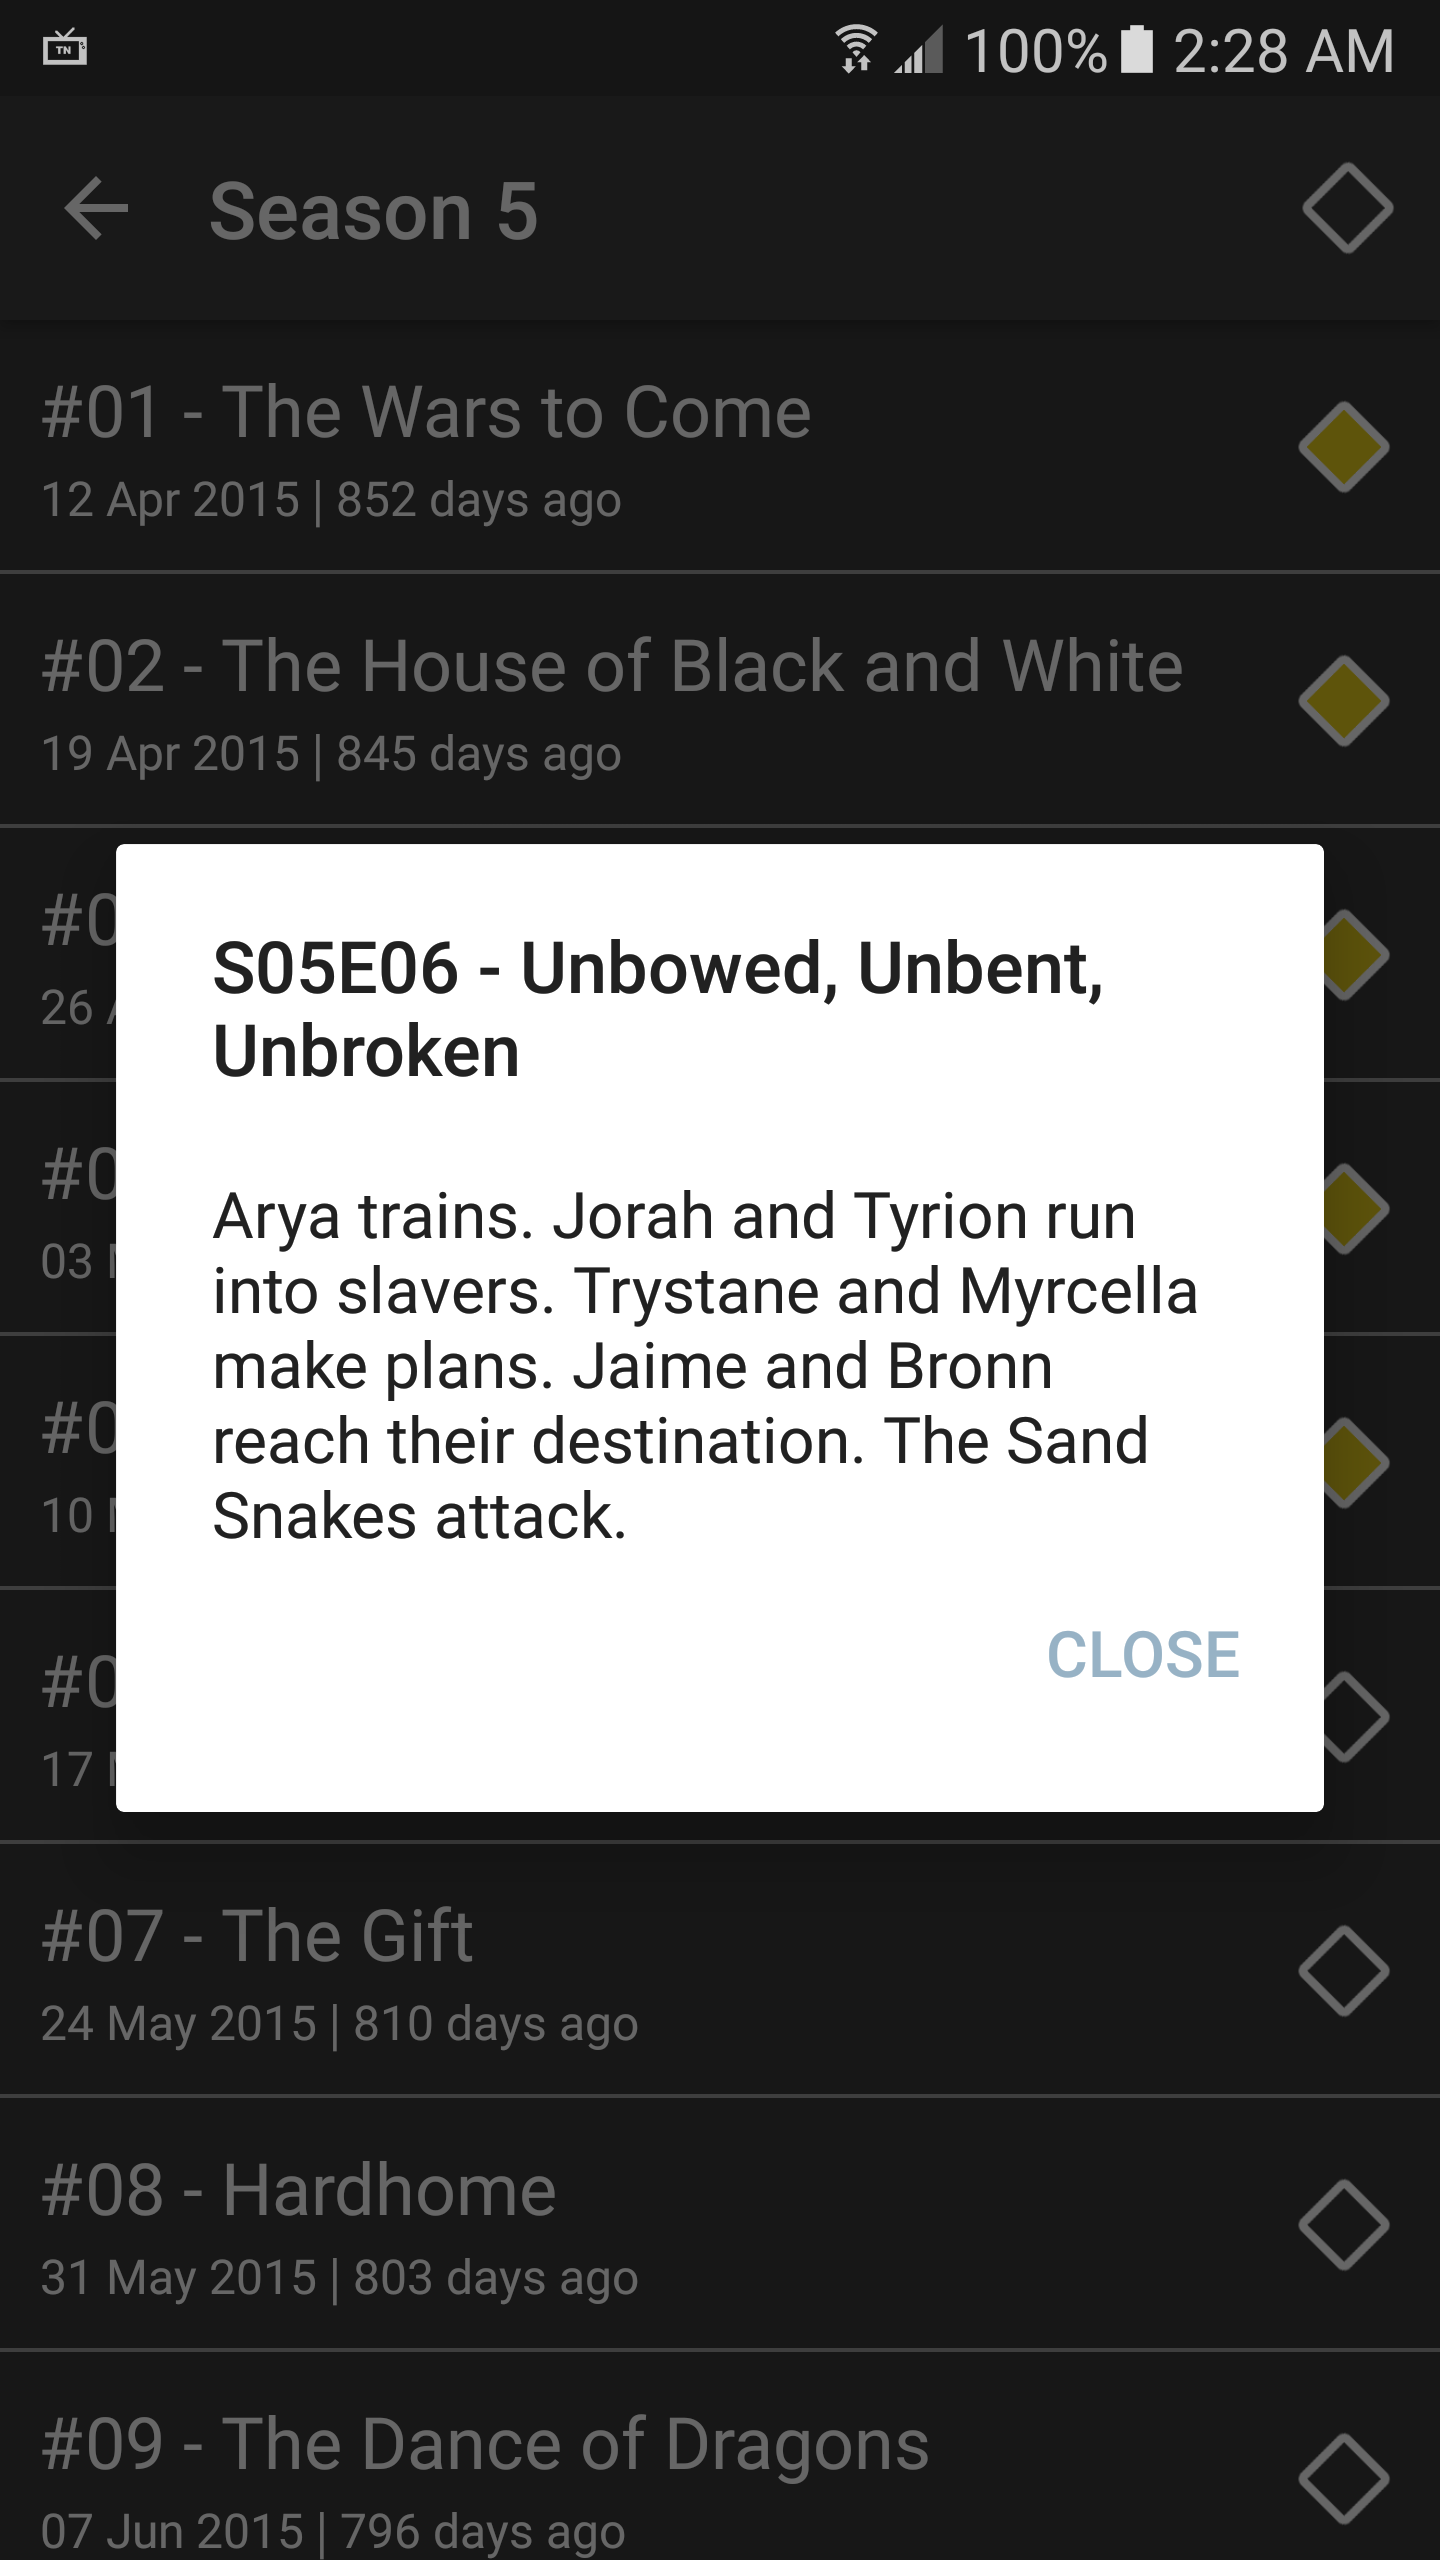 TN
100% 2:28 AM
Season 5
#01 - The Wars to Come
12 Apr 2015 | 852 days ago
#02 - The House of Black and White
19 Apr 2015 | 845 days ago
#0
26
#0
03
#0
10
#0
17
S05E06 - Unbowed, Unbent,
Unbroken
Arya trains. Jorah and Tyrion run
into slavers. Trystane and Myrcella
make plans. Jaime and Bronn
reach their destination. The Sand
Snakes attack.
CLOSE
#07 - The Gift
24 May 2015 | 810 days ago
#08 - Hardhome
31 May 2015 | 803 days ago
#09 - The Dance of Dragons
07 Jun 2015 | 796 days ago